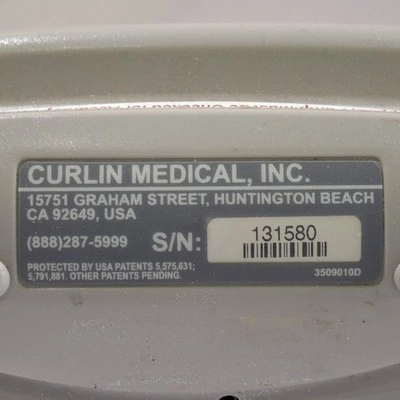 CURLIN MEDICAL, INC.
15751 GRAHAM STREET, HUNTINGTON BEACH
CA 92649, USA
(888)287-5999 S/N: 131580
PROTECTED BY USA PATENTS 5,575,631;
5,791,881. OTHER PATENTS PENDING.
3509010D